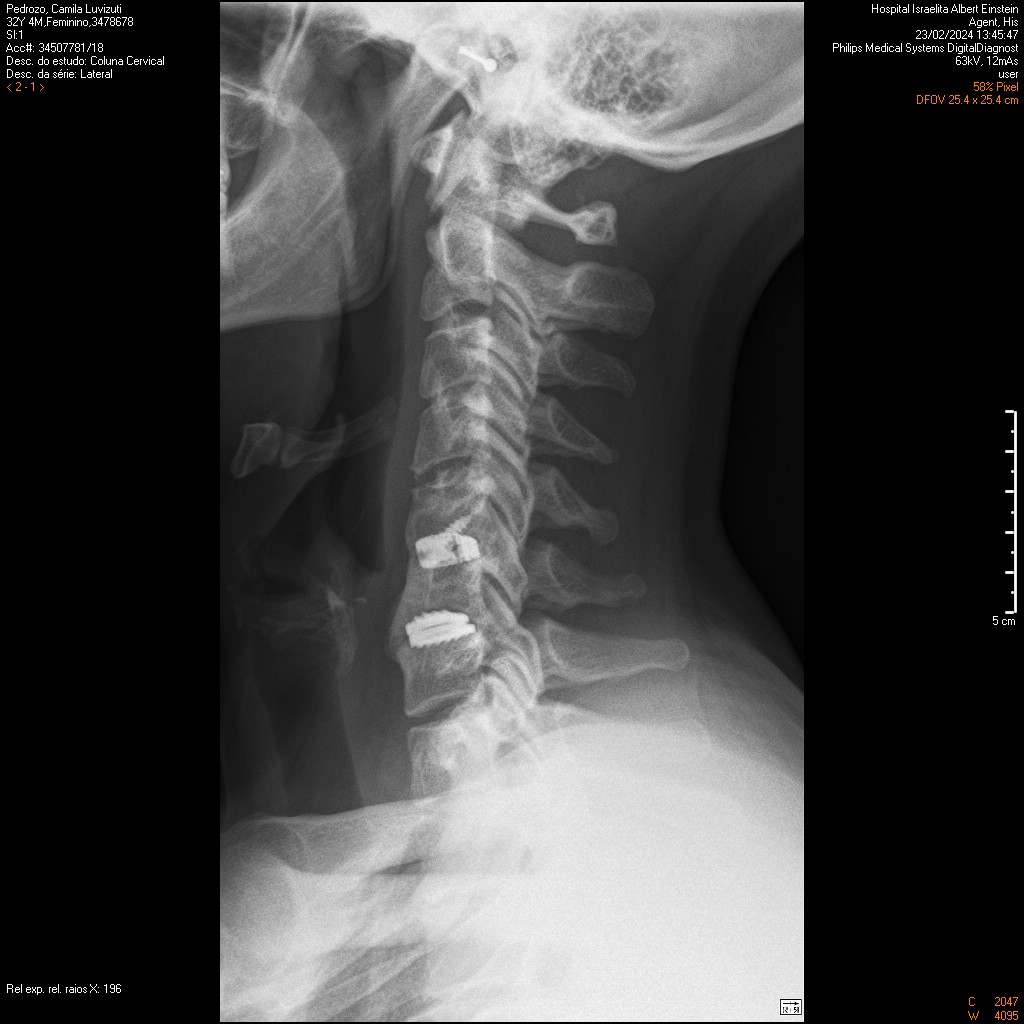 Pedrozo, Camila Luvizuti
32Y 4M,Feminino,3478678
SI:1
Acc#: 34507781/18
Desc. do estudo: Coluna Cervical
Desc. da série: Lateral
< 2 - 1 >
Hospital Israelita Albert Einstein
Agent, His
23/02/2024 13:45:47
Philips Medical Systems DigitalDiagnost
63kV, 12mAs
user
58% Pixel
DFOV 25.4 x 25.4 cm
5 cm
Rel exp. rel. raios X: 196
C 2047
W 4095